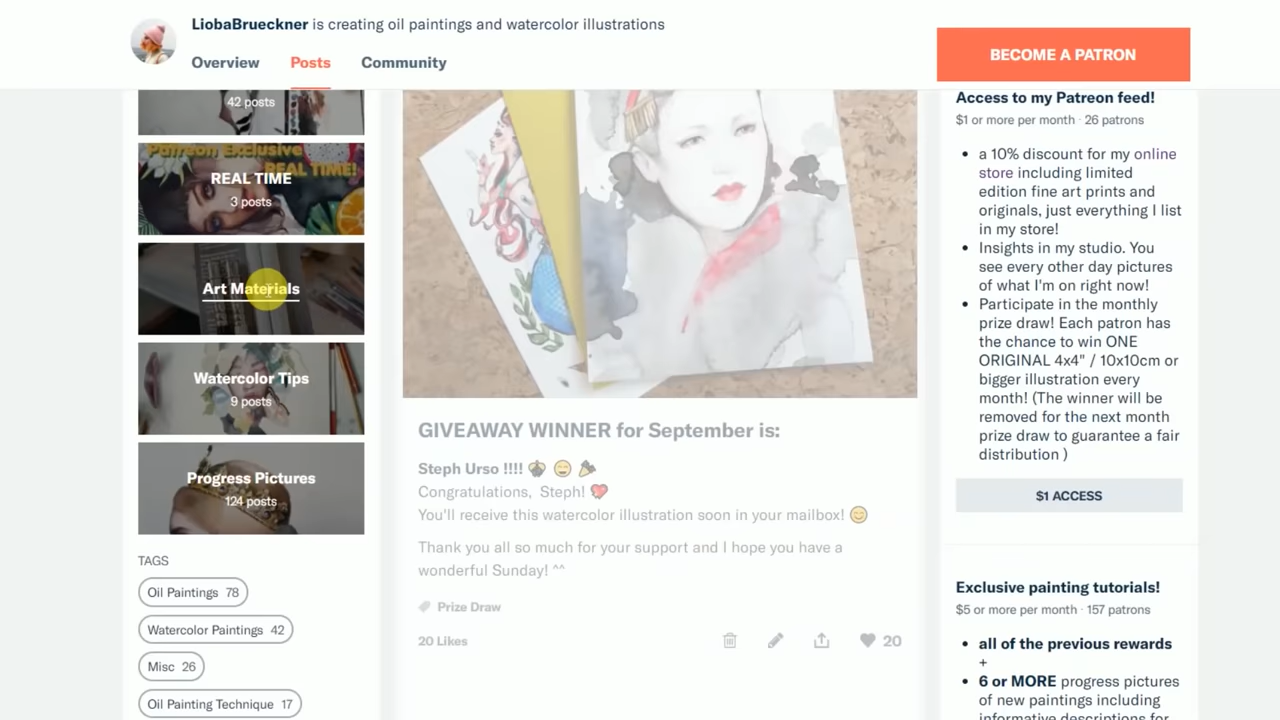 LiobaBrueckner is creating oil paintings and watercolor illustrations
Overview
Posts
Community
BECOME A PATRON
42 posts
Patreon Exclusive
REAL TIME!
REAL TIME
3 posts
Art Materials
Watercolor Tips
9 posts
Progress Pictures
124 posts
TAGS
Oil Paintings 78
Watercolor Paintings 42
Misc 26
Oil Painting Technique 17
GIVEAWAY WINNER for September is:
Steph Urso !!!!
Congratulations, Steph!
You'll receive this watercolor illustration soon in your mailbox!
Thank you all so much for your support and I hope you have a
wonderful Sunday! ^^
Prize Draw
20 Likes
20
Access to my Patreon feed!
$1 or more per month · 26 patrons
a 10% discount for my online
store including limited
edition fine art prints and
originals, just everything I list
in my store!
Insights in my studio. You
see every other day pictures
of what I'm on right now!
Participate in the monthly
prize draw! Each patron has
the chance to win ONE
ORIGINAL 4x4" / 10x10cm or
bigger illustration every
month! (The winner will be
removed for the next month
prize draw to guarantee a fair
distribution )
$1 ACCESS
Exclusive painting tutorials!
$5 or more per month · 157 patrons
all of the previous rewards
+
6 or MORE progress pictures
of new paintings including
informative descriptions for